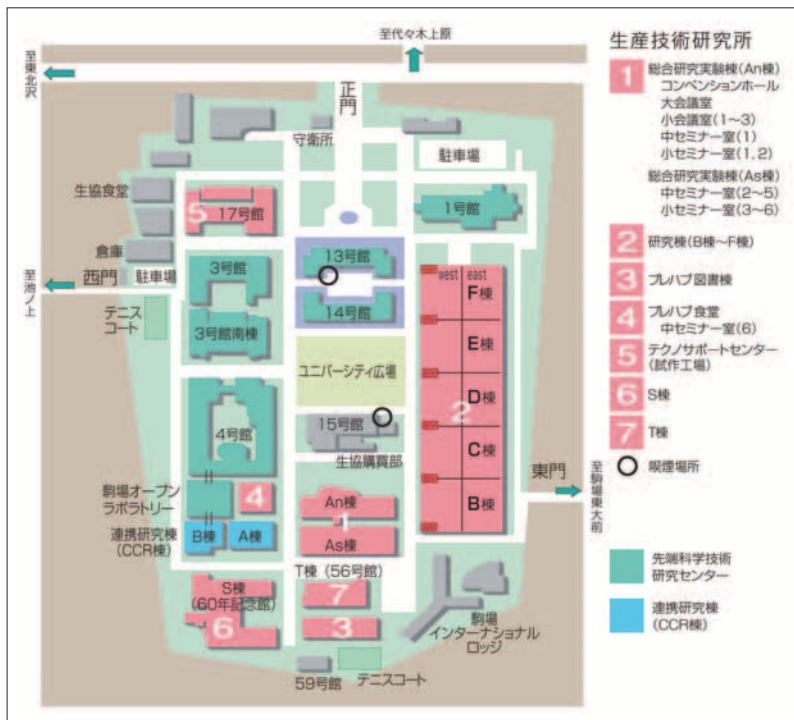 至代々木上原
至東北沢
正門
守衛所
駐車場
生協食堂
5
17号館
1号館
倉庫
西門
駐車場
至池ノ上
3号館
13号館
14号館
west
east
F棟
テニス
コート
3号館南棟
E棟
ユニバーシティ広場
D棟
2
4号館
15号館
生協購買部
C棟
東門
至駒場東大前
駒場オープン
ラボラトリー
4
An棟
1
As棟
B棟
連携研究棟
(CCR棟)
B棟
A棟
S棟
(60年記念館)
6
T棟(56号館)
7
3
駒場
インターナショナル
ロッジ
59号館
テニスコート
生産技術研究所
1
総合研究実験棟(An棟)
コンベンションホール
大会議室
小会議室(1～3)
中セミナー室(1)
小セミナー室(1,2)
総合研究実験棟(As棟)
中セミナー室(2～5)
小セミナー室(3～6)
2
研究棟(B棟～F棟)
3
プレハブ図書棟
4
プレハブ食堂
中セミナー室(6)
5
テクノサポートセンター
(試作工場)
6
S棟
7
T棟
喫煙場所
先端科学技術
研究センター
連携研究棟
(CCR棟)